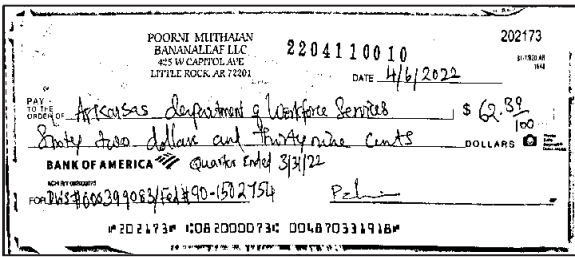 POORNI MUTHAIAN
BANANALEAF LLC
425 W CAPITOL AVE
LITTLE ROCK, AR 72201
2204110010
202173
DATE 4/6/2022
PAY TO THE ORDER OF Arkansas department of Workforce Services $ 62.39/100
Sixty two dollars and thirty nine cents DOLLARS
BANK OF AMERICA Quarter Ended 3/31/22
FOR DWS#000399083/Fed#90-1502754
⑈202173⑈ ⑆082000073⑆ 004870331918⑈